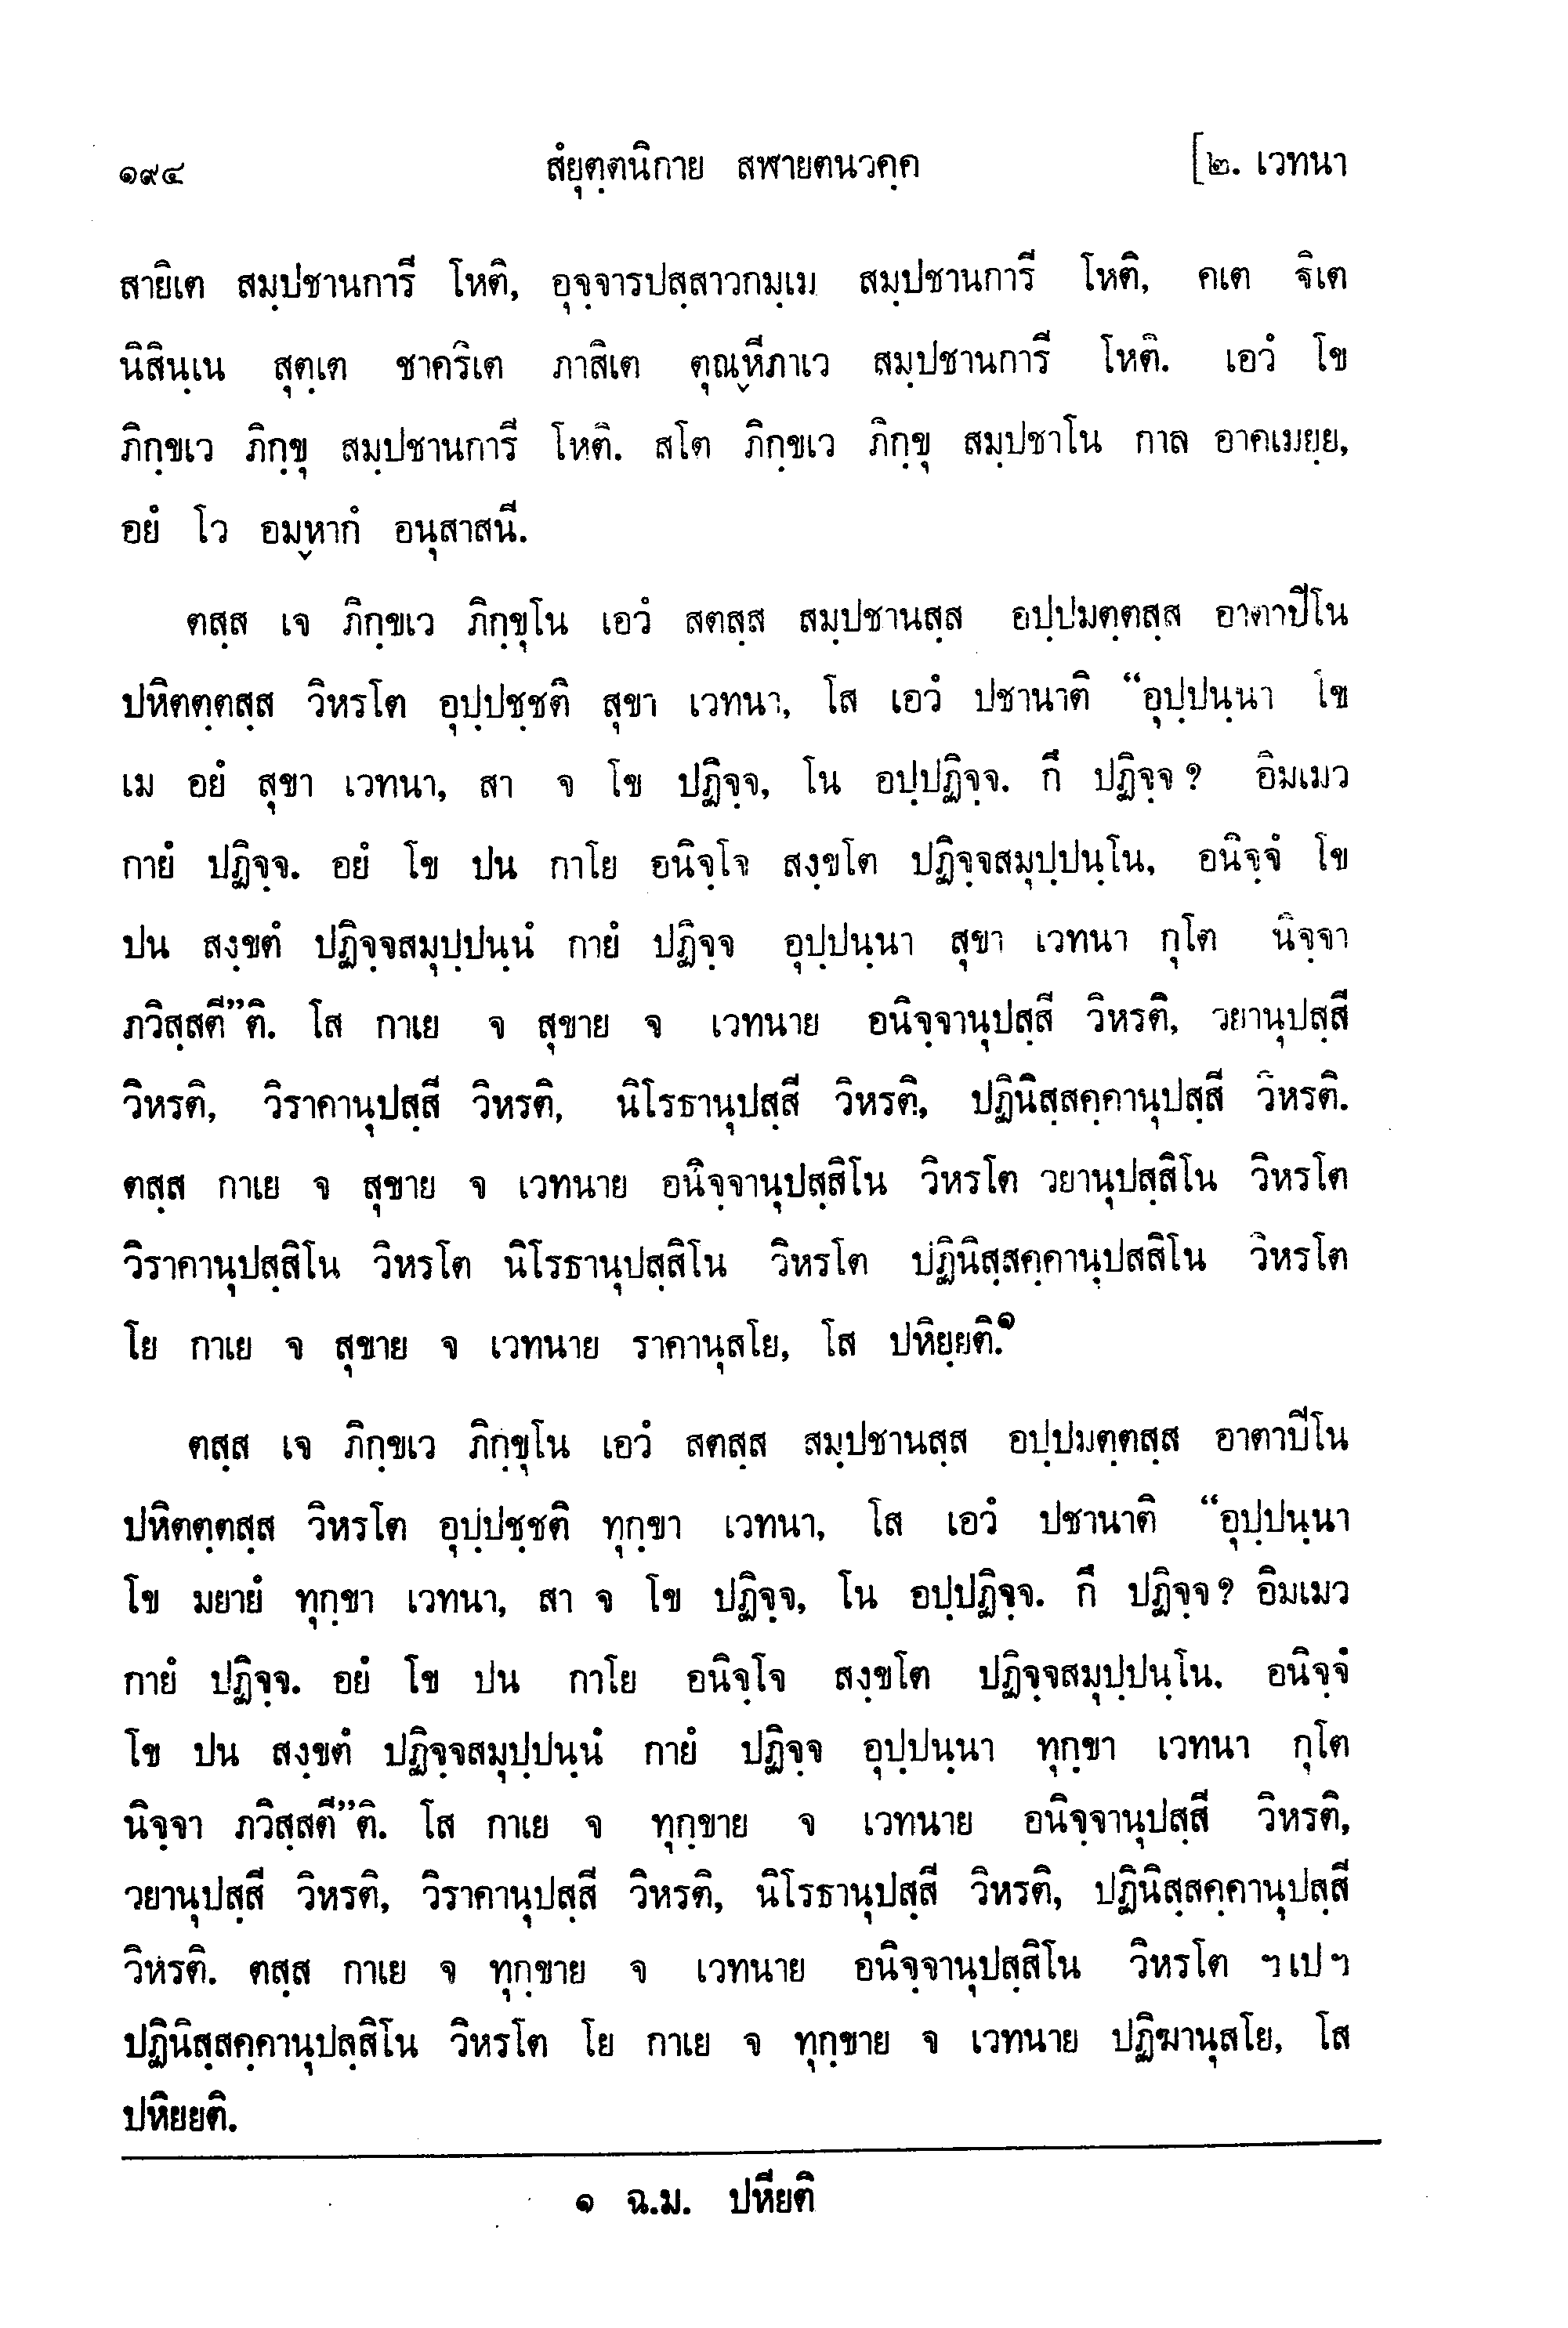 ๑๙๔ สํยุตฺตนิกาย สฬายตนวคฺค [๒. เวทนา
สายิเต สมฺปชานการี โหติ, อุจฺจารปสฺสาวกมฺเม สมฺปชานการี โหติ, คเต ฐิเต
นิสินฺเน สุตฺเต ชาคริเต ภาสิเต ตุณฺหีภาเว สมฺปชานการี โหติ. เอวํ โข
ภิกฺขเว ภิกฺขุ สมฺปชานการี โหติ. สโต ภิกฺขเว ภิกฺขุ สมฺปชาโน กาล อาคเมยฺย,
อยํ โว อมฺหากํ อนุสาสนี.
ตสฺส เจ ภิกฺขเว ภิกฺขุโน เอวํ สตสฺส สมฺปชานสฺส อปฺปมตฺตสฺส อาตาปิโน
ปหิตตฺตสฺส วิหรโต อุปฺปชฺชติ สุขา เวทนา, โส เอวํ ปชานาติ “อุปฺปนฺนา โข
เม อยํ สุขา เวทนา, สา จ โข ปฏิจฺจ, โน อปฺปฏิจฺจ. กึ ปฏิจฺจ ? อิมเมว
กายํ ปฏิจฺจ. อยํ โข ปน กาโย อนิจฺโจ สงฺขโต ปฏิจฺจสมุปฺปนฺโน, อนิจฺจํ โข
ปน สงฺขตํ ปฏิจฺจสมุปฺปนฺนํ กายํ ปฏิจฺจ อุปฺปนฺนา สุขา เวทนา กุโต นิจฺจา
ภวิสฺสตี”ติ. โส กาเย จ สุขาย จ เวทนาย อนิจฺจานุปสฺสี วิหรติ, วยานุปสฺสี
วิหรติ, วิราคานุปสฺสี วิหรติ, นิโรธานุปสฺสี วิหรติ, ปฏินิสฺสคฺคานุปสฺสี วิหรติ.
ตสฺส กาเย จ สุขาย จ เวทนาย อนิจฺจานุปสฺสิโน วิหรโต วยานุปสฺสิโน วิหรโต
วิราคานุปสฺสิโน วิหรโต นิโรธานุปสฺสิโน วิหรโต ปฏินิสฺสคฺคานุปสสิโน วิหรโต
โย กาเย จ สุขาย จ เวทนาย ราคานุสโย, โส ปหิยฺยติ.๑
ตสฺส เจ ภิกฺขเว ภิกฺขุโน เอวํ สตสฺส สมฺปชานสฺส อปฺปมตฺตสฺส อาตาปิโน
ปหิตตฺตสฺส วิหรโต อุปฺปชฺชติ ทุกฺขา เวทนา, โส เอวํ ปชานาติ “อุปฺปนฺนา
โข มยายํ ทุกฺขา เวทนา, สา จ โข ปฏิจฺจ, โน อปฺปฏิจฺจ. กึ ปฏิจฺจ ? อิมเมว
กายํ ปฏิจฺจ. อยํ โข ปน กาโย อนิจฺโจ สงฺขโต ปฏิจฺจสมุปฺปนฺโน, อนิจฺจํ
โข ปน สงฺขตํ ปฏิจฺจสมุปฺปนฺนํ กายํ ปฏิจฺจ อุปฺปนฺนา ทุกฺขา เวทนา กุโต
นิจฺจา ภวิสฺสตี”ติ. โส กาเย จ ทุกฺขาย จ เวทนาย อนิจฺจานุปสฺสี วิหรติ,
วยานุปสฺสี วิหรติ, วิราคานุปสฺสี วิหรติ, นิโรธานุปสฺสี วิหรติ, ปฏินิสฺสคฺคานุปสฺสี
วิหรติ. ตสฺส กาเย จ ทุกฺขาย จ เวทนาย อนิจฺจานุปสฺสิโน วิหรโต ฯเปฯ
ปฏินิสฺสคฺคานุปสฺสิโน วิหรโต โย กาเย จ ทุกฺขาย จ เวทนาย ปฏิฆานุสโย, โส
ปหิยยติ.
๑ ฉ.ม. ปหียติ